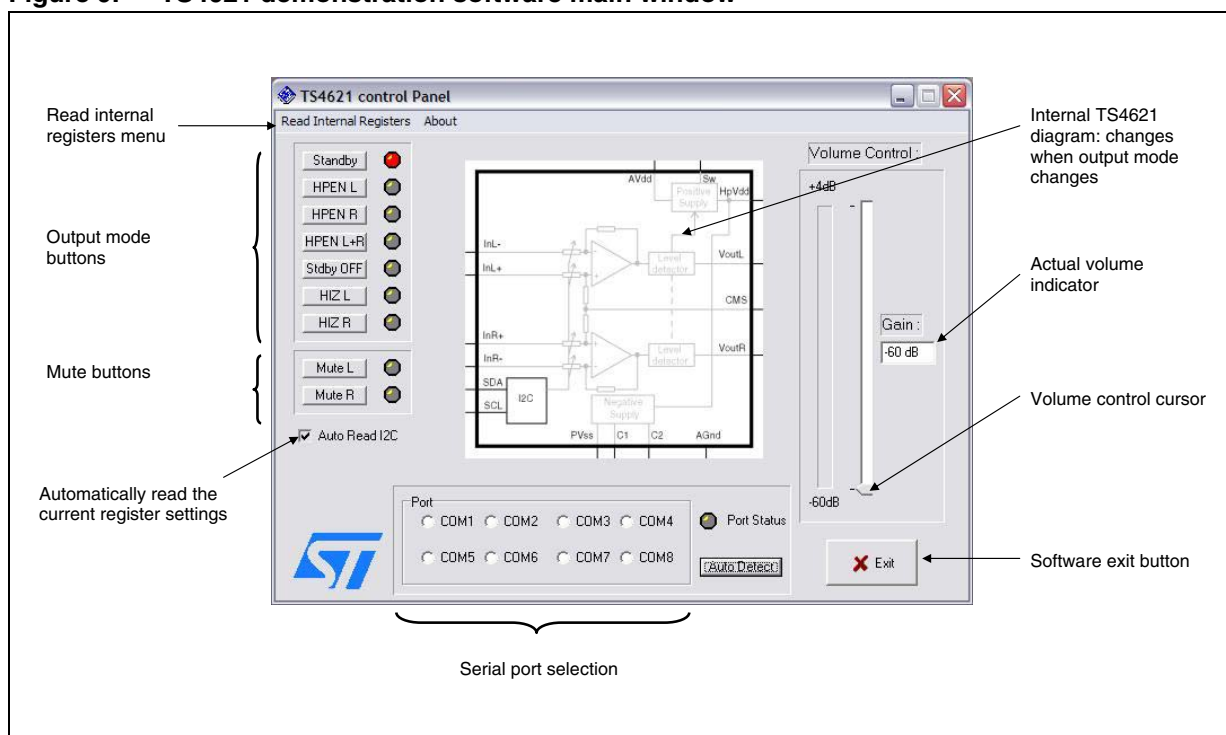 TS4621 control Panel
Read Internal Registers About
Read internal
registers menu
Output mode
buttons
Mute buttons
Automatically read the
current register settings
Standby
HPEN L
HPEN R
HPEN L+R
Stdby OFF
HIZ L
HIZ R
Mute L
Mute R
Auto Read I2C
AVdd
Sw
Positive
Supply
HpVdd
InL-
InL+
Level
detector
VoutL
CMS
InR+
InR-
Level
detector
VoutR
SDA
SCL
I2C
Negative
Supply
PVss
C1
C2
AGnd
Volume Control :
+4dB
-60dB
Gain :
-60 dB
Internal TS4621
diagram: changes
when output mode
changes
Actual volume
indicator
Volume control cursor
Software exit button
Port
COM1 COM2 COM3 COM4
COM5 COM6 COM7 COM8
Port Status
Auto Detect
Exit
ST
Serial port selection